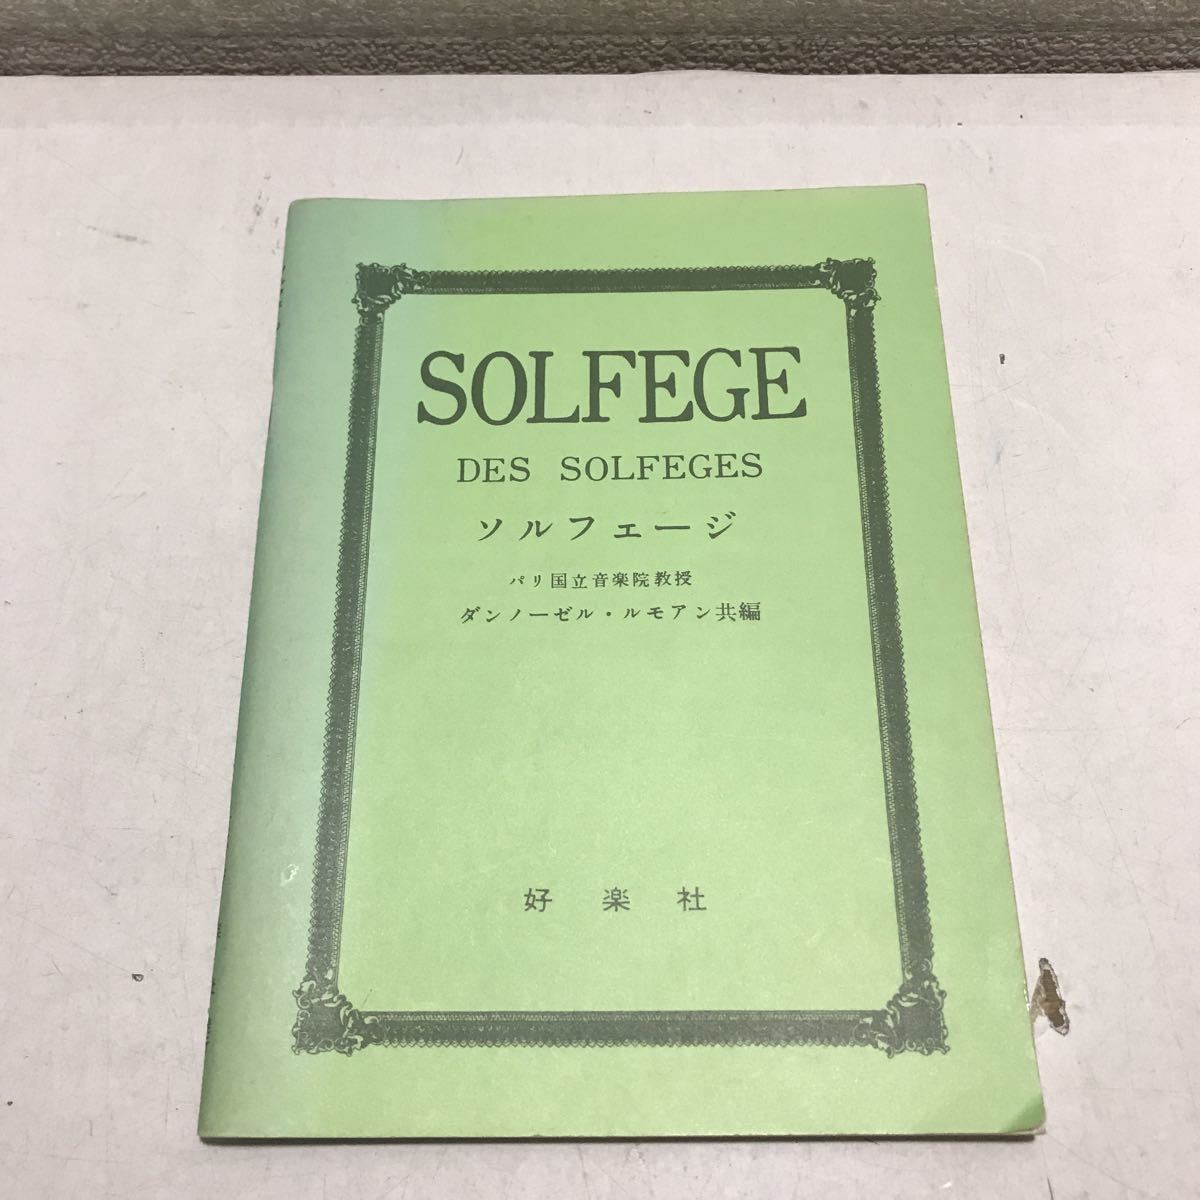 SOLFEGE
DES SOLFEGES
ソルフェージ
パリ国立音楽院教授
ダンノーゼル・ルモアン共編
好楽社